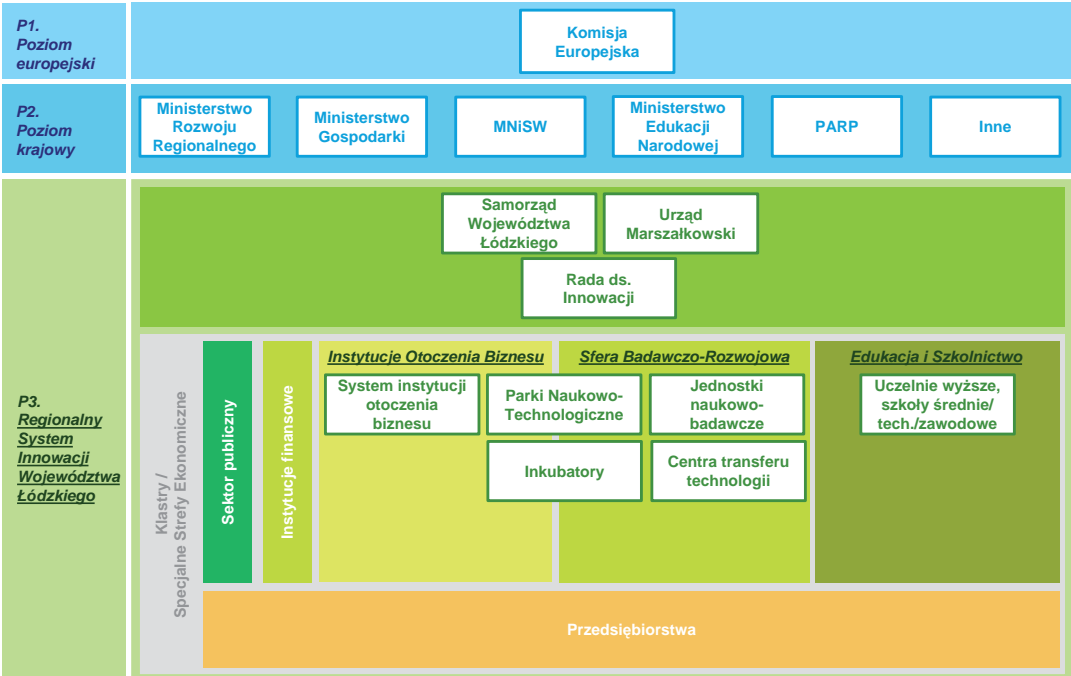 P1.
Poziom
europejski
Komisja
Europejska
P2.
Poziom
krajowy
Ministerstwo
Rozwoju
Regionalnego
Ministerstwo
Gospodarki
MNiSW
Ministerstwo
Edukacji
Narodowej
PARP
Inne
P3.
Regionalny
System
Innowacji
Województwa
Łódzkiego
Samorząd
Województwa
Łódzkiego
Urząd
Marszałkowski
Rada ds.
Innowacji
Klastry /
Specjalne Strefy Ekonomiczne
Sektor publiczny
Instytucje finansowe
Instytucje Otoczenia Biznesu
System instytucji
otoczenia
biznesu
Parki Naukowo-
Technologiczne
Inkubatory
Sfera Badawczo-Rozwojowa
Jednostki
naukowo-
badawcze
Centra transferu
technologii
Edukacja i Szkolnictwo
Uczelnie wyższe,
szkoły średnie/
tech./zawodowe
Przedsiębiorstwa